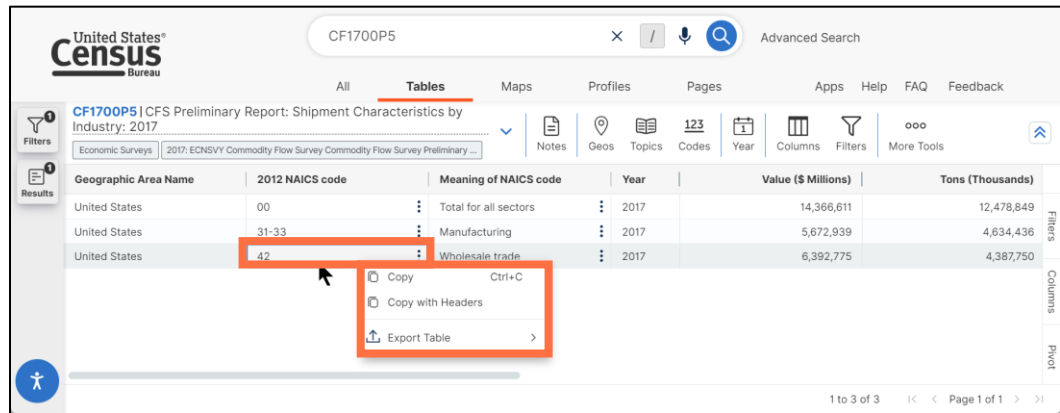 United States®
Census
Bureau
CF1700P5
/
Advanced Search
All Tables Maps Profiles Pages Apps Help FAQ Feedback
1
Filters
1
Results
CF1700P5 | CFS Preliminary Report: Shipment Characteristics by
Industry: 2017
Economic Surveys 2017: ECNSVY Commodity Flow Survey Commodity Flow Survey Preliminary ...
Notes Geos Topics 123 Codes 1 Year Columns Filters More Tools
Geographic Area Name 2012 NAICS code Meaning of NAICS code Year Value ($ Millions) Tons (Thousands)
United States 00 Total for all sectors 2017 14,366,611 12,478,849
United States 31-33 Manufacturing 2017 5,672,939 4,634,436
United States 42 Wholesale trade 2017 6,392,775 4,387,750
Copy Ctrl+C
Copy with Headers
Export Table
Filters
Columns
Pivot
1 to 3 of 3 Page 1 of 1